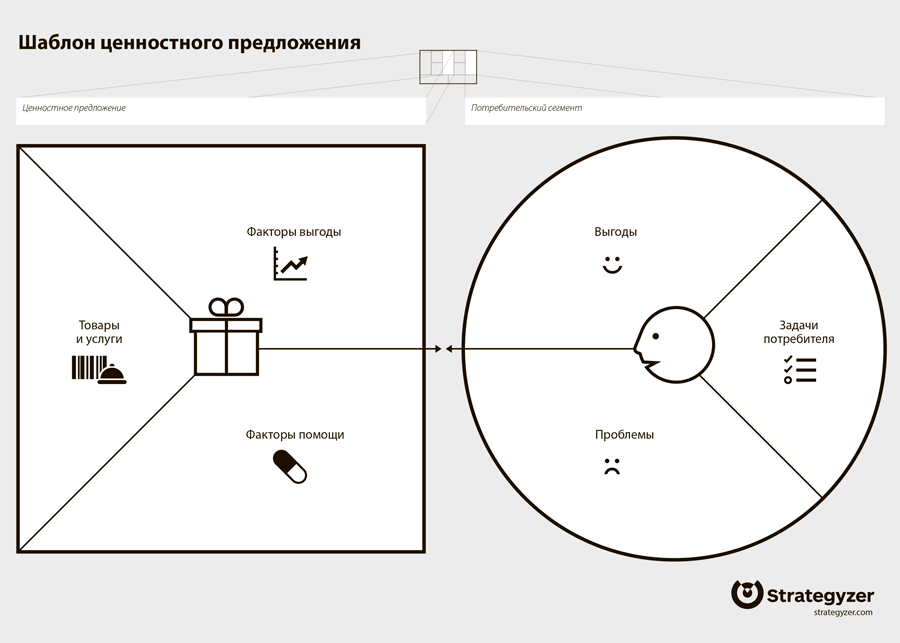 Шаблон ценностного предложения
Ценностное предложение
Потребительский сегмент
Факторы выгоды
Товары
и услуги
Факторы помощи
Выгоды
Задачи
потребителя
Проблемы
Strategyzer
strategyzer.com